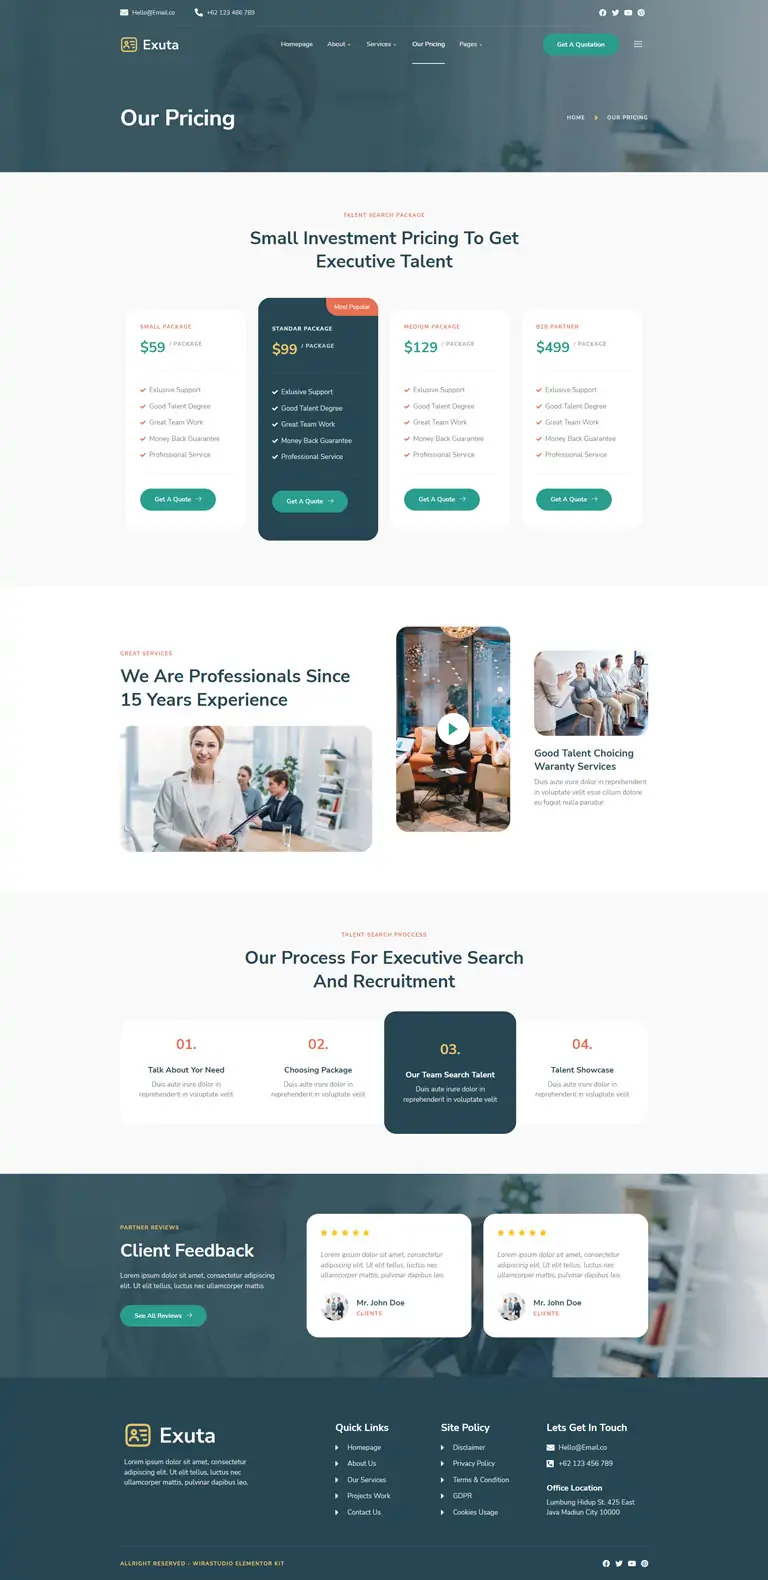 Hello@Email.co
+62 123 456 789
Exuta
Homepage
About
Services
Our Pricing
Pages
Get A Quotation
Our Pricing
HOME
OUR PRICING
TALENT SEARCH PACKAGE
Small Investment Pricing To Get
Executive Talent
SMALL PACKAGE
$59 / PACKAGE
Exlusive Support
Good Talent Degree
Great Team Work
Money Back Guarantee
Professional Service
Get A Quote
Most Popular
STANDAR PACKAGE
$99 / PACKAGE
Exlusive Support
Good Talent Degree
Great Team Work
Money Back Guarantee
Professional Service
Get A Quote
MEDIUM PACKAGE
$129 / PACKAGE
Exlusive Support
Good Talent Degree
Great Team Work
Money Back Guarantee
Professional Service
Get A Quote
B2B PARTNER
$499 / PACKAGE
Exlusive Support
Good Talent Degree
Great Team Work
Money Back Guarantee
Professional Service
Get A Quote
GREAT SERVICES
We Are Professionals Since
15 Years Experience
Good Talent Choicing
Waranty Services
Duis aute irure dolor in reprehenderit
in voluptate velit esse cillum dolore
eu fugiat nulla pariatur.
TALENT SEARCH PROCCESS
Our Process For Executive Search
And Recruitment
01.
Talk About Yor Need
Duis aute irure dolor in
reprehenderit in voluptate velit
02.
Choosing Package
Duis aute irure dolor in
reprehenderit in voluptate velit
03.
Our Team Search Talent
Duis aute irure dolor in
reprehenderit in voluptate velit
04.
Talent Showcase
Duis aute irure dolor in
reprehenderit in voluptate velit
PARTNER REVIEWS
Client Feedback
Lorem ipsum dolor sit amet, consectetur adipiscing
elit. Ut elit tellus, luctus nec ullamcorper mattis
See All Reviews
Lorem ipsum dolor sit amet, consectetur
adipiscing elit. Ut elit tellus, luctus nec
ullamcorper mattis, pulvinar dapibus leo.
Mr. John Doe
CLIENTS
Lorem ipsum dolor sit amet, consectetur
adipiscing elit. Ut elit tellus, luctus nec
ullamcorper mattis, pulvinar dapibus leo.
Mr. John Doe
CLIENTS
Exuta
Lorem ipsum dolor sit amet, consectetur
adipiscing elit. Ut elit tellus, luctus nec
ullamcorper mattis, pulvinar dapibus leo.
Quick Links
Homepage
About Us
Our Services
Projects Work
Contact Us
Site Policy
Disclaimer
Privacy Policy
Terms & Condition
GDPR
Cookies Usage
Lets Get In Touch
Hello@Email.co
+62 123 456 789
Office Location
Lumbung Hidup St. 425 East
Java Madiun City 10000
ALLRIGHT RESERVED - WIRASTUDIO ELEMENTOR KIT